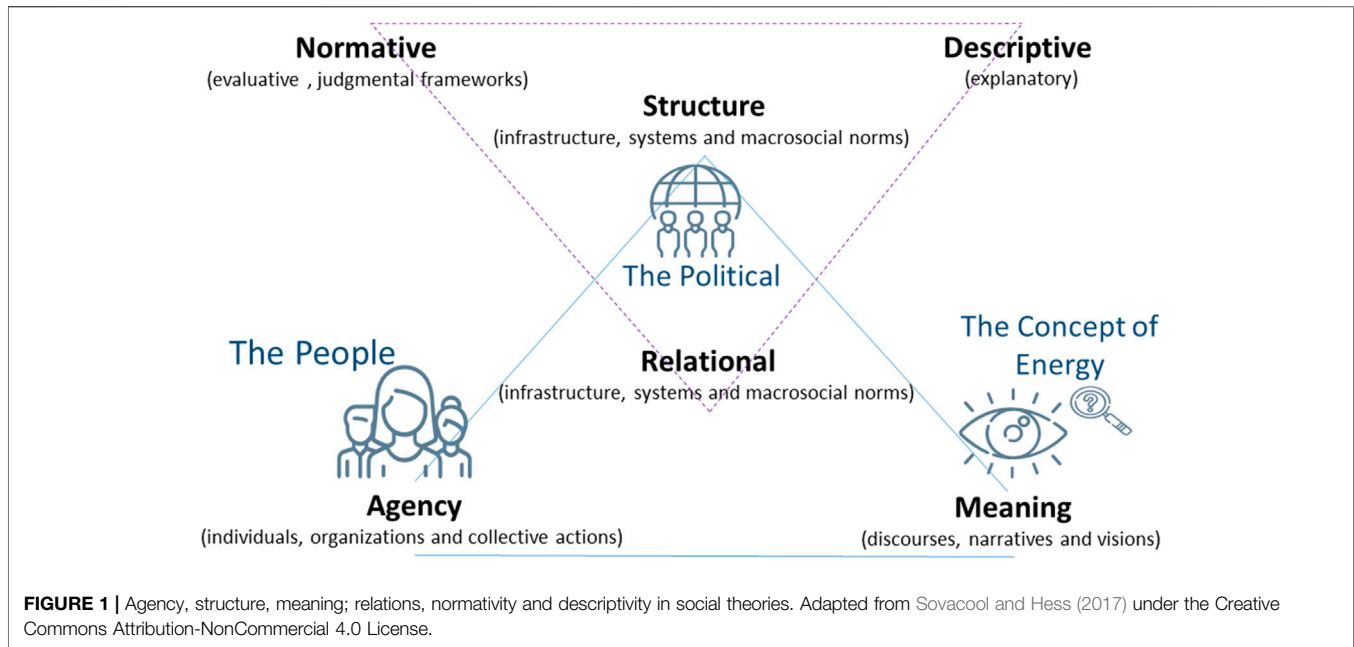 Normative
(evaluative , judgmental frameworks)
Descriptive
(explanatory)
Structure
(infrastructure, systems and macrosocial norms)
The Political
The People
The Concept of
Energy
?
Relational
(infrastructure, systems and macrosocial norms)
Agency
(individuals, organizations and collective actions)
Meaning
(discourses, narratives and visions)
FIGURE 1 | Agency, structure, meaning; relations, normativity and descriptivity in social theories. Adapted from Sovacool and Hess (2017) under the Creative
Commons Attribution-NonCommercial 4.0 License.